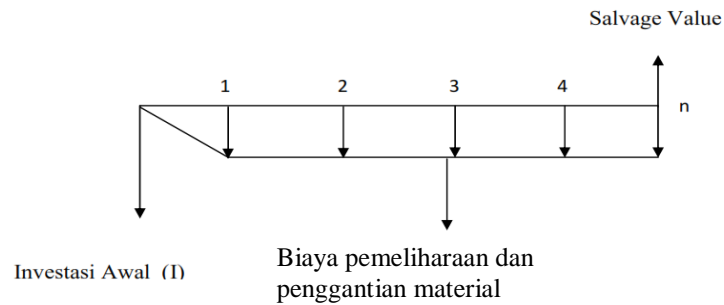 Salvage Value
1 2 3 4
n
Investasi Awal (I)
Biaya pemeliharaan dan
penggantian material